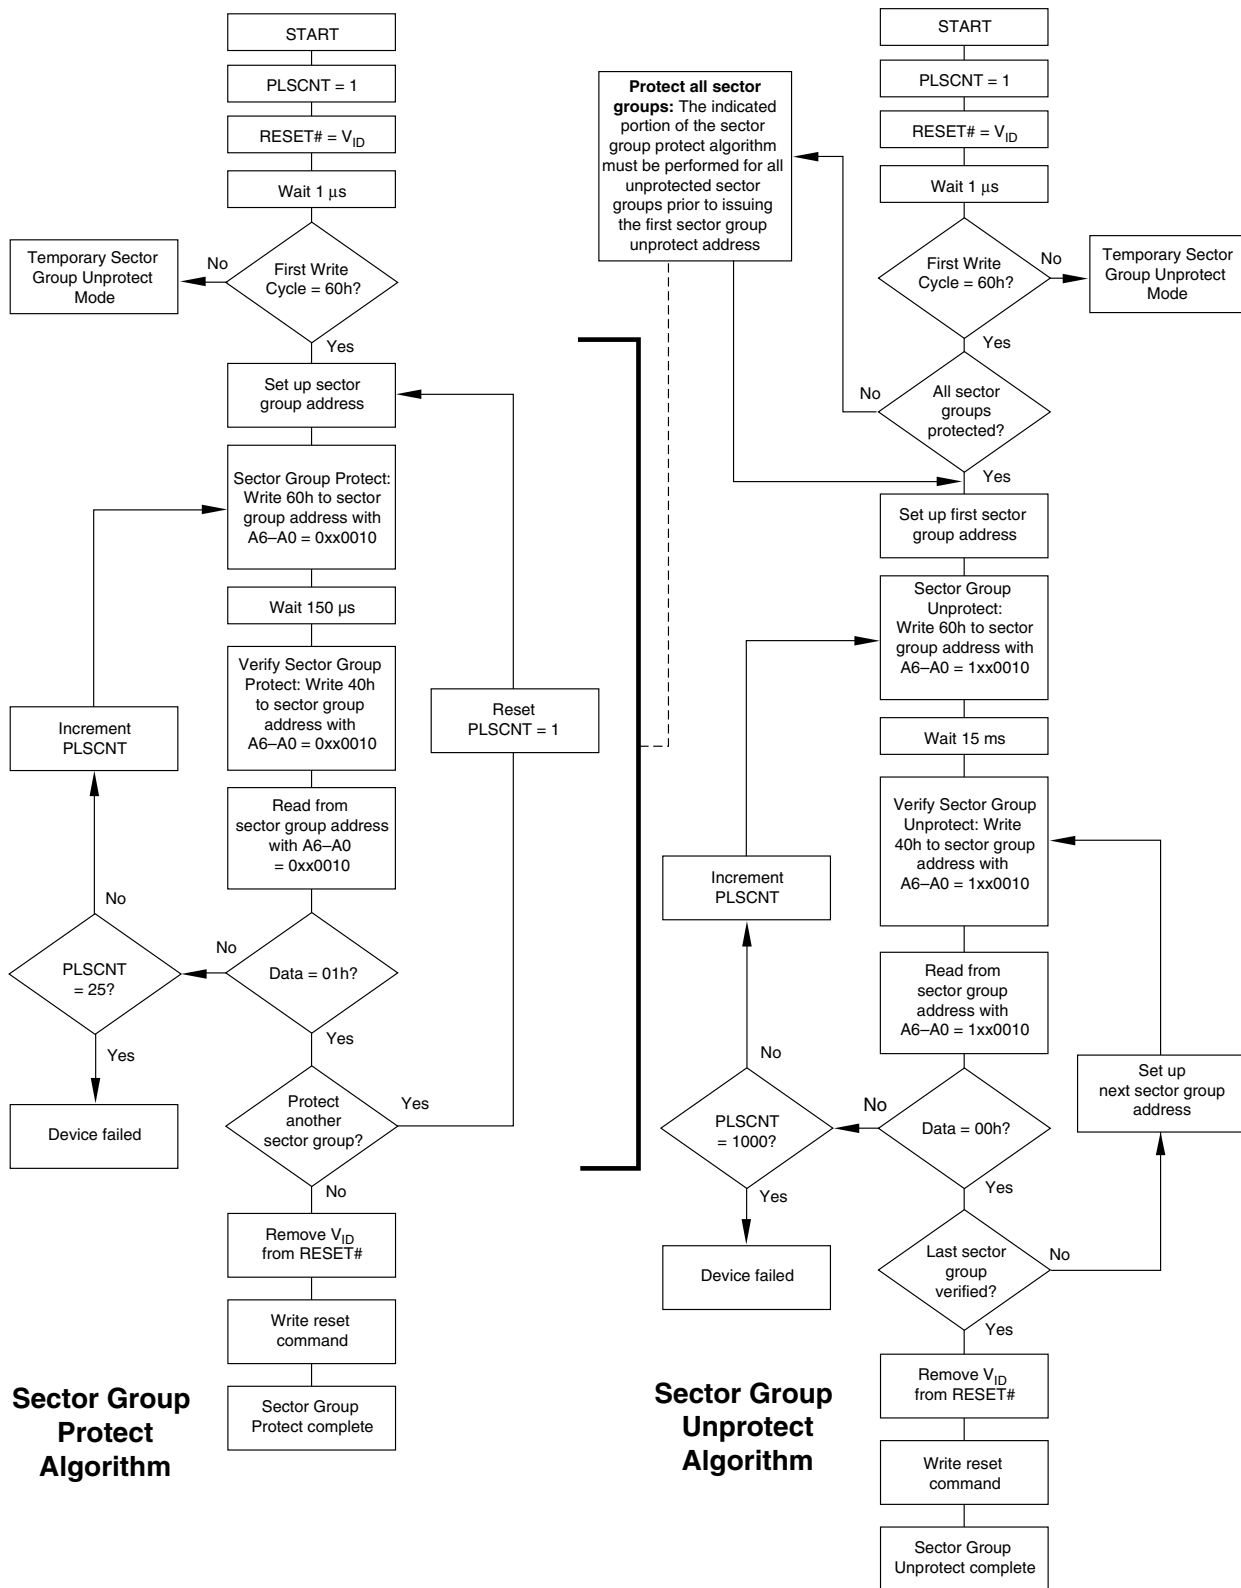 START
PLSCNT = 1
RESET# = VID
Wait 1 μs
First Write
Cycle = 60h?
No
Temporary Sector
Group Unprotect
Mode
Yes
Set up sector
group address
Sector Group Protect:
Write 60h to sector
group address with
A6–A0 = 0xx0010
Wait 150 μs
Verify Sector Group
Protect: Write 40h
to sector group
address with
A6–A0 = 0xx0010
Increment
PLSCNT
Reset
PLSCNT = 1
Read from
sector group address
with A6–A0
= 0xx0010
No
No
PLSCNT
= 25?
Data = 01h?
Yes
Yes
Device failed
Protect
another
sector group?
Yes
No
Remove VID
from RESET#
Write reset
command
Sector Group
Protect complete
Sector Group
Protect
Algorithm
Protect all sector
groups: The indicated
portion of the sector
group protect algorithm
must be performed for all
unprotected sector
groups prior to issuing
the first sector group
unprotect address
START
PLSCNT = 1
RESET# = VID
Wait 1 μs
First Write
Cycle = 60h?
No
Temporary Sector
Group Unprotect
Mode
Yes
No
All sector
groups
protected?
Yes
Set up first sector
group address
Sector Group
Unprotect:
Write 60h to sector
group address with
A6–A0 = 1xx0010
Wait 15 ms
Verify Sector Group
Unprotect: Write
40h to sector group
address with
A6–A0 = 1xx0010
Increment
PLSCNT
Read from
sector group
address with
A6–A0 = 1xx0010
No
No
Set up
next sector group
address
PLSCNT
= 1000?
Data = 00h?
Yes
Yes
Device failed
Last sector
group
verified?
No
Yes
Remove VID
from RESET#
Write reset
command
Sector Group
Unprotect complete
Sector Group
Unprotect
Algorithm